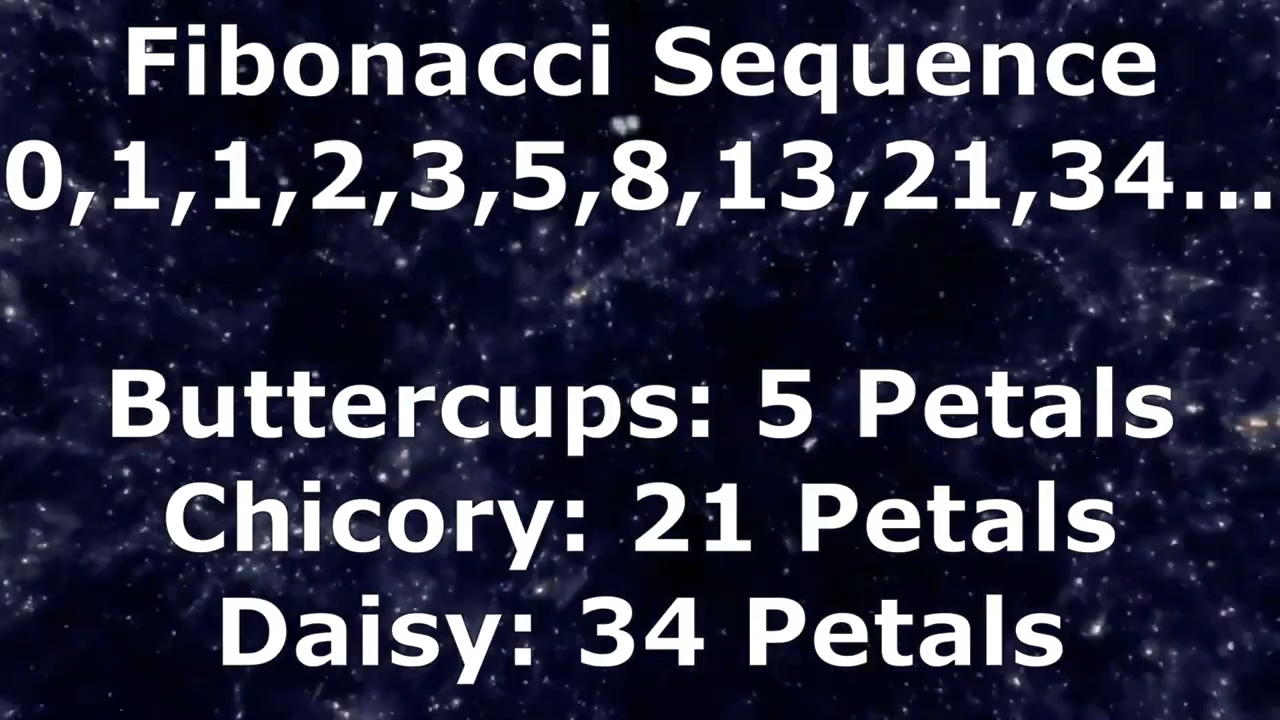 Fibonacci Sequence
0,1,1,2,3,5,8,13,21,34...
Buttercups: 5 Petals
Chicory: 21 Petals
Daisy: 34 Petals